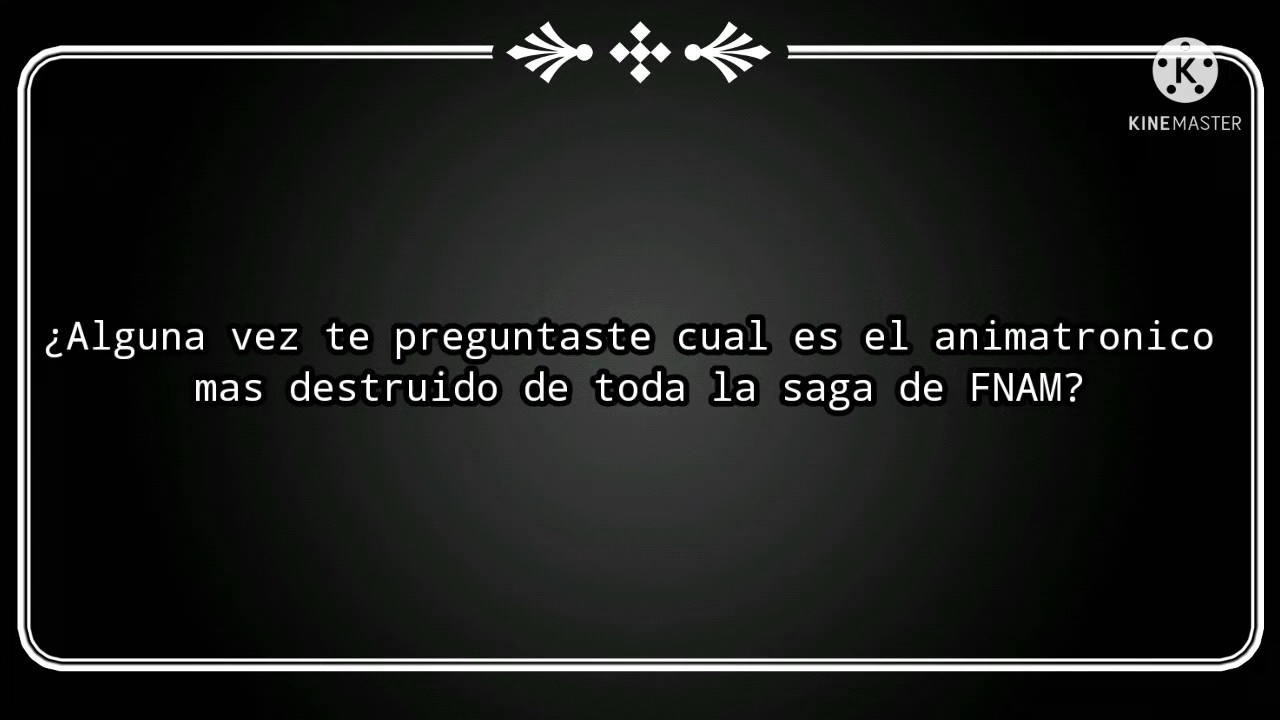 K
KINEMASTER
¿Alguna vez te preguntaste cual es el animatronico
mas destruido de toda la saga de FNAM?